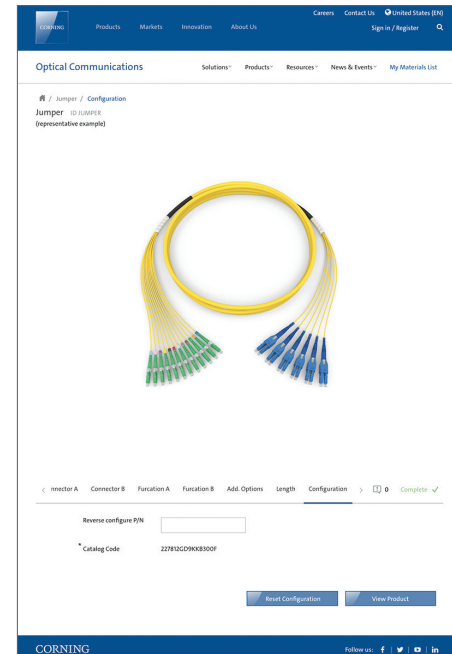 Careers Contact Us United States (EN)
CORNING Products Markets Innovation About Us Sign in / Register
Optical Communications Solutions Products Resources News & Events My Materials List
/ Jumper / Configuration
Jumper ID JUMPER
(representative example)
< nnector A Connector B Furcation A Furcation B Add. Options Length Configuration > 0 Complete ✓
Reverse configure P/N
* Catalog Code 227812GD9KKB300F
Reset Configuration View Product
CORNING Follow us: f | | | in